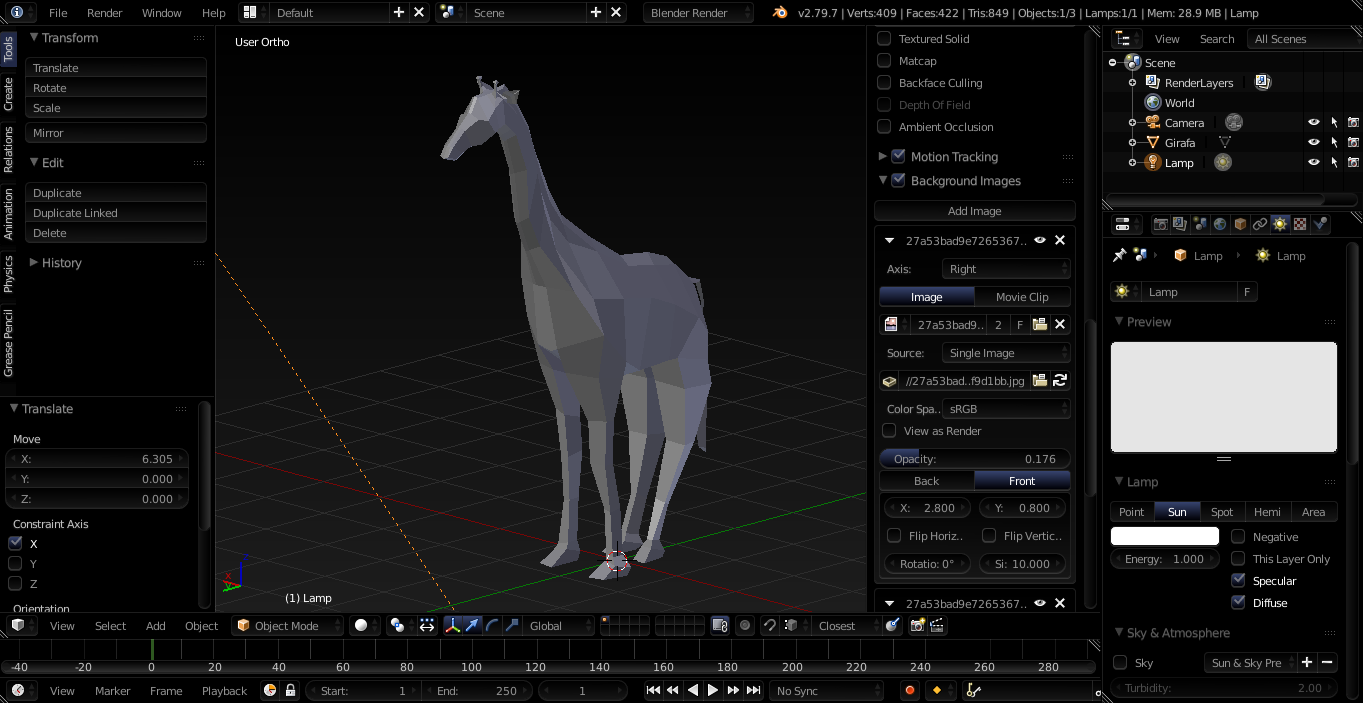 File Render Window Help Default Scene Blender Render v2.79.7 | Verts:409 | Faces:422 | Tris:849 | Objects:1/3 | Lamps:1/1 | Mem: 28.9 MB | Lamp
Tools
Create
Relations
Animation
Physics
Grease Pencil
Transform
Translate
Rotate
Scale
Mirror
Edit
Duplicate
Duplicate Linked
Delete
History
Translate
Move
X: 6.305
Y: 0.000
Z: 0.000
Constraint Axis
X
Y
Z
Orientation
User Ortho
x
y
z
(1) Lamp
Textured Solid
Matcap
Backface Culling
Depth Of Field
Ambient Occlusion
Motion Tracking
Background Images
Add Image
27a53bad9e7265367..
Axis: Right
Image Movie Clip
27a53bad9.. 2 F
Source: Single Image
//27a53bad..f9d1bb.jpg
Color Spa.. sRGB
View as Render
Opacity: 0.176
Back Front
X: 2.800 Y: 0.800
Flip Horiz.. Flip Vertic..
Rotatio: 0° Si: 10.000
27a53bad9e7265367..
View Search All Scenes
Scene
RenderLayers
World
Camera
Girafa
Lamp
Lamp Lamp
Lamp F
Preview
Lamp
Point Sun Spot Hemi Area
Negative
Energy: 1.000 This Layer Only
Specular
Diffuse
Sky & Atmosphere
Sky Sun & Sky Pre
Turbidity: 2.00
View Select Add Object Object Mode Global Closest
-40 -20 0 20 40 60 80 100 120 140 160 180 200 220 240 260 280
View Marker Frame Playback Start: 1 End: 250 1 No Sync